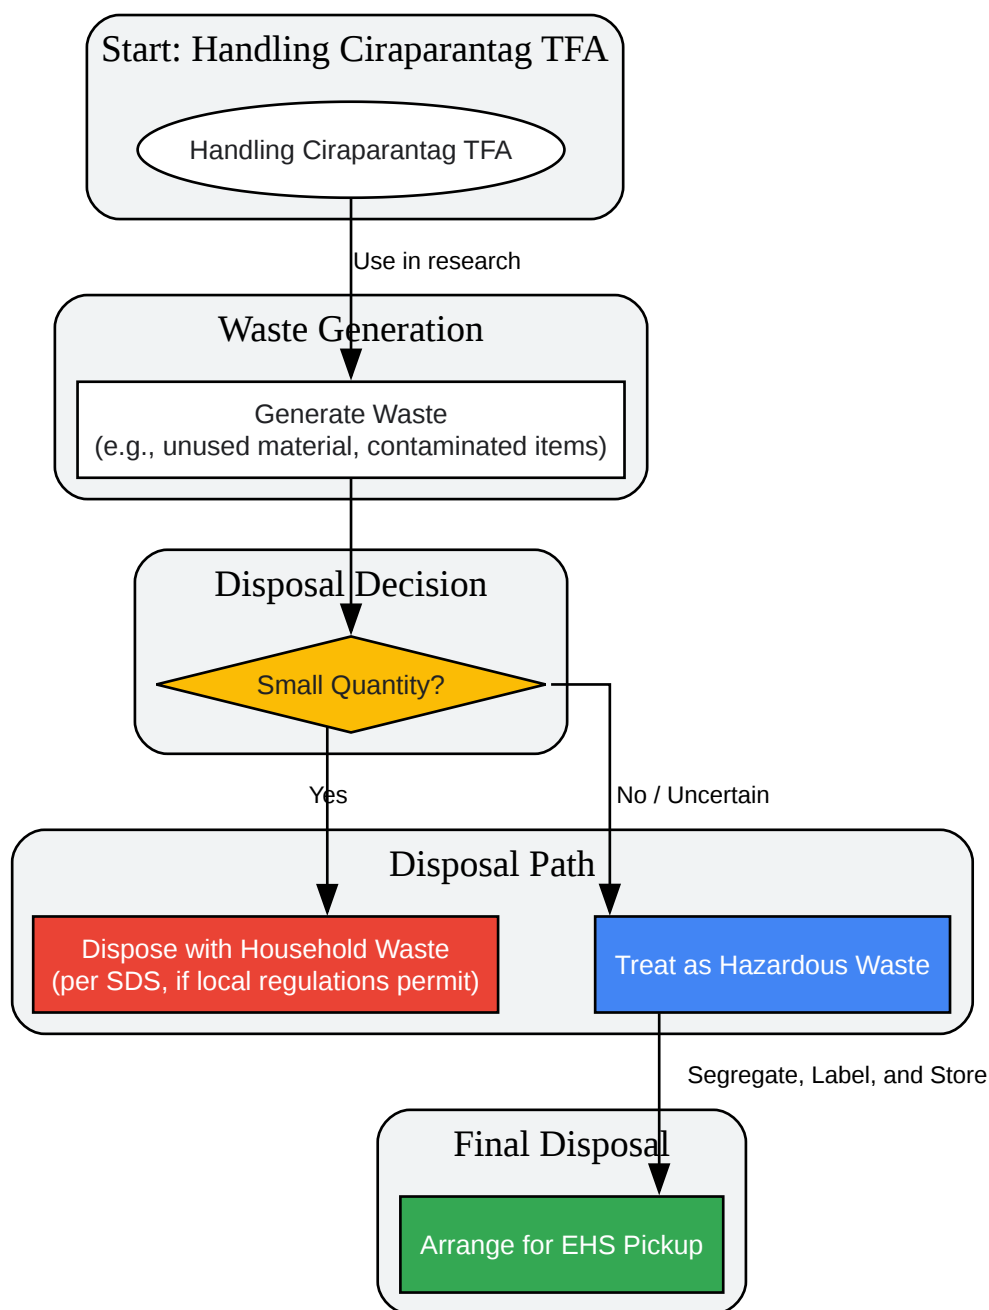 Start: Handling Ciraparantag TFA
Handling Ciraparantag TFA
Use in research
Waste Generation
Generate Waste
(e.g., unused material, contaminated items)
Disposal Decision
Small Quantity?
Yes
No / Uncertain
Disposal Path
Dispose with Household Waste
(per SDS, if local regulations permit)
Treat as Hazardous Waste
Segregate, Label, and Store
Final Disposal
Arrange for EHS Pickup